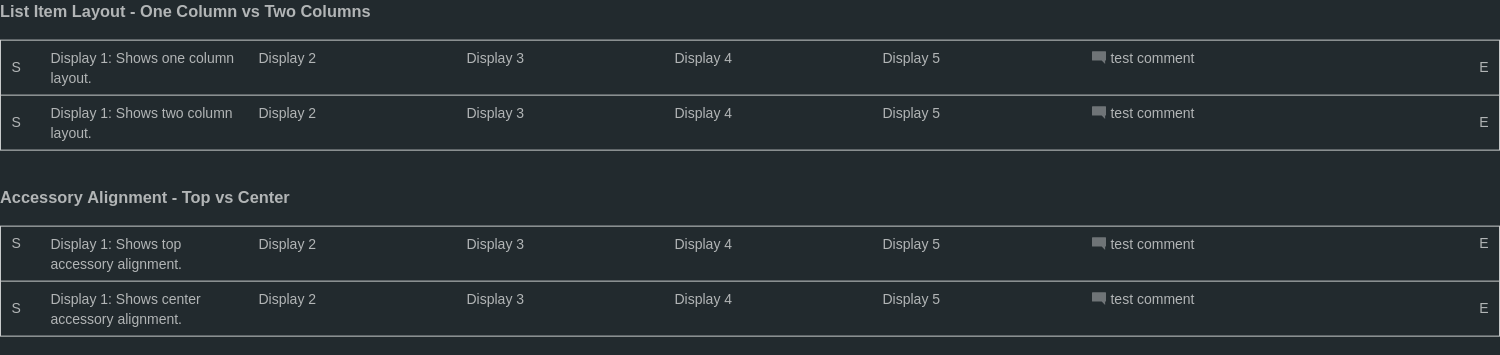 List Item Layout - One Column vs Two Columns
S Display 1: Shows one column Display 2 Display 3 Display 4 Display 5 test comment E
layout.
S Display 1: Shows two column Display 2 Display 3 Display 4 Display 5 test comment E
layout.
Accessory Alignment - Top vs Center
S Display 1: Shows top Display 2 Display 3 Display 4 Display 5 test comment E
accessory alignment.
S Display 1: Shows center Display 2 Display 3 Display 4 Display 5 test comment E
accessory alignment.